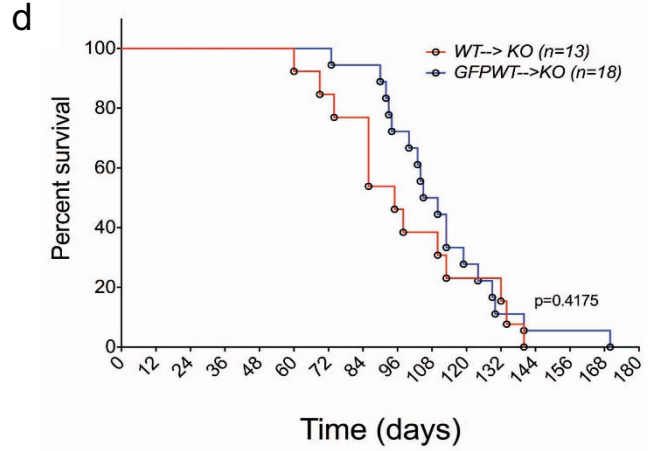 d
WT--> KO (n=13)
GFPWT-->KO (n=18)
Percent survival
100
80
60
40
20
0
p=0.4175
0 12 24 36 48 60 72 84 96 108 120 132 144 156 168 180
Time (days)